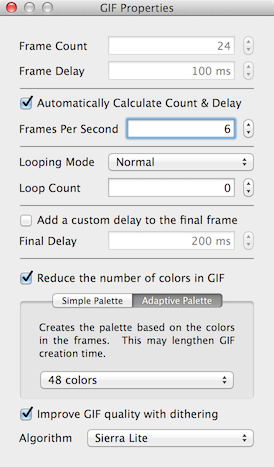 GIF Properties
Frame Count 24
Frame Delay 100 ms
Automatically Calculate Count & Delay
Frames Per Second 6
Looping Mode Normal
Loop Count 0
Add a custom delay to the final frame
Final Delay 200 ms
Reduce the number of colors in GIF
Simple Palette Adaptive Palette
Creates the palette based on the colors
in the frames. This may lengthen GIF
creation time.
48 colors
Improve GIF quality with dithering
Algorithm Sierra Lite